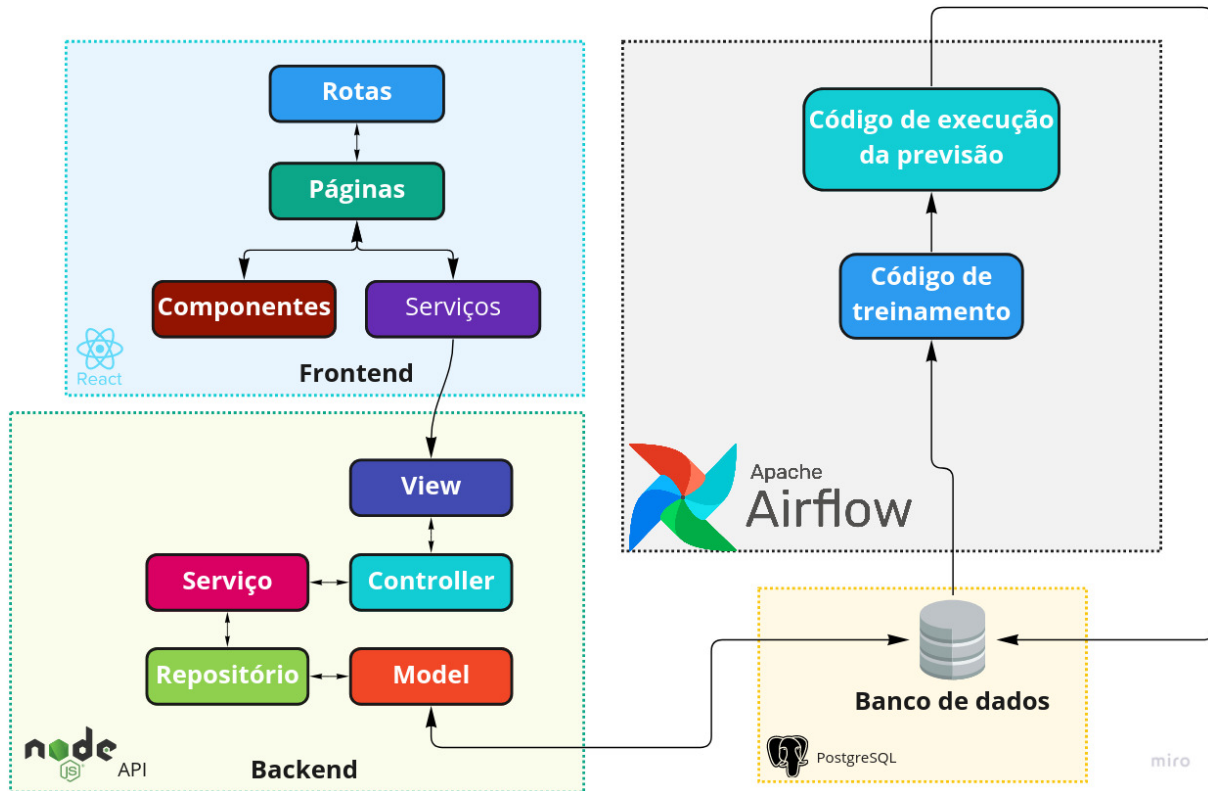 Rotas
Páginas
Componentes
Serviços
React
Frontend
View
Serviço
Controller
Repositório
Model
node
JS
API
Backend
Código de execução
da previsão
Código de
treinamento
Apache
Airflow
Banco de dados
PostgreSQL
miro